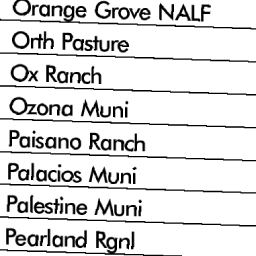 Orange Grove NALF
Orth Pasture
Ox Ranch
Ozona Muni
Paisano Ranch
Palacios Muni
Palestine Muni
Pearland Rgnl